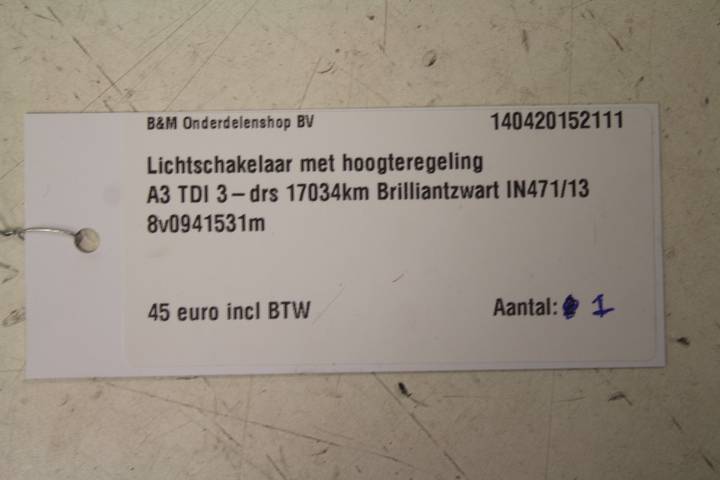 B&M Onderdelenshop BV 140420152111
Lichtschakelaar met hoogteregeling
A3 TDI 3-drs 17034km Brilliantzwart IN471/13
8v0941531m
45 euro incl BTW Aantal: 1